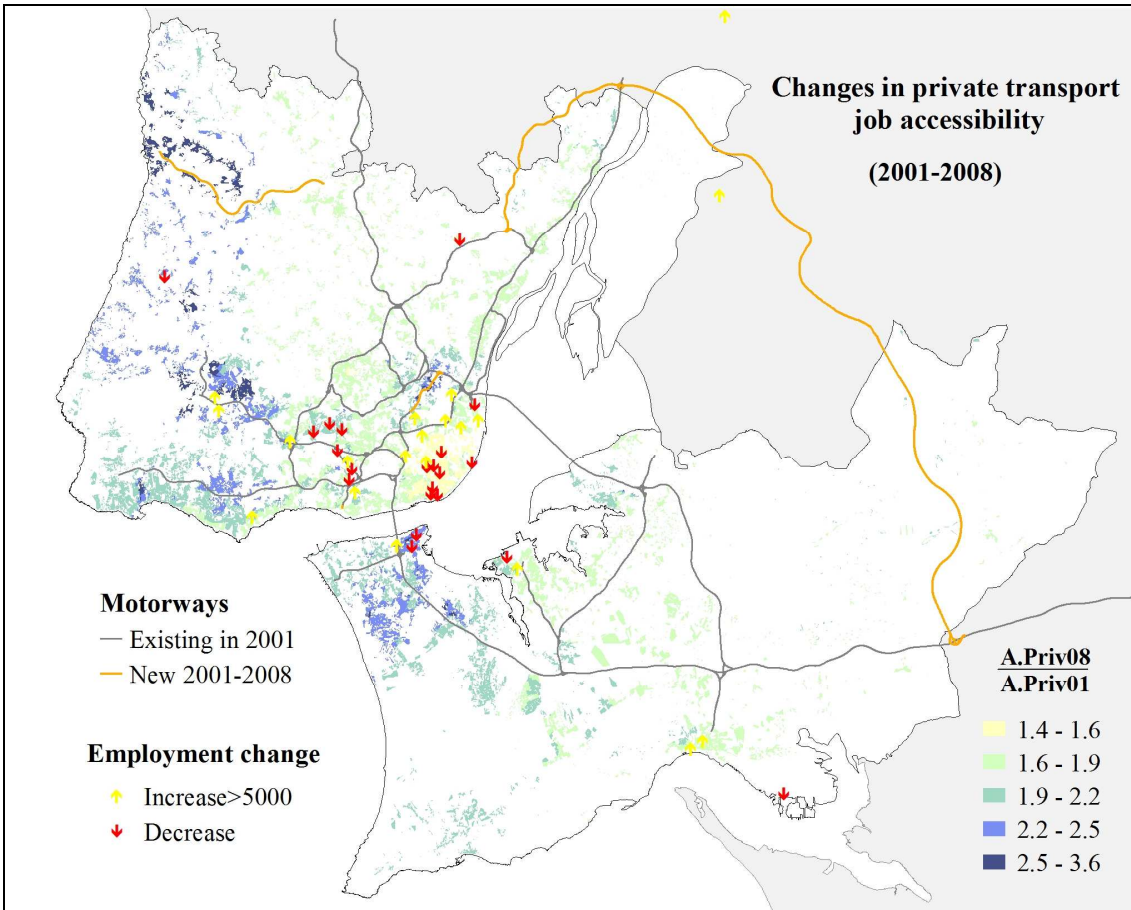 Changes in private transport
job accessibility
(2001-2008)
Motorways
Existing in 2001
New 2001-2008
Employment change
Increase>5000
Decrease
A.Priv08
A.Priv01
1.4 - 1.6
1.6 - 1.9
1.9 - 2.2
2.2 - 2.5
2.5 - 3.6